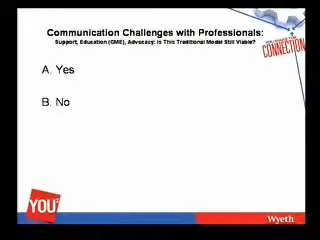 Communication Challenges with Professionals:
Support, Education (CME), Advocacy: Is This Traditional Model Still Viable?
CONNECTION
A. Yes
B. No
YOU
Wyeth